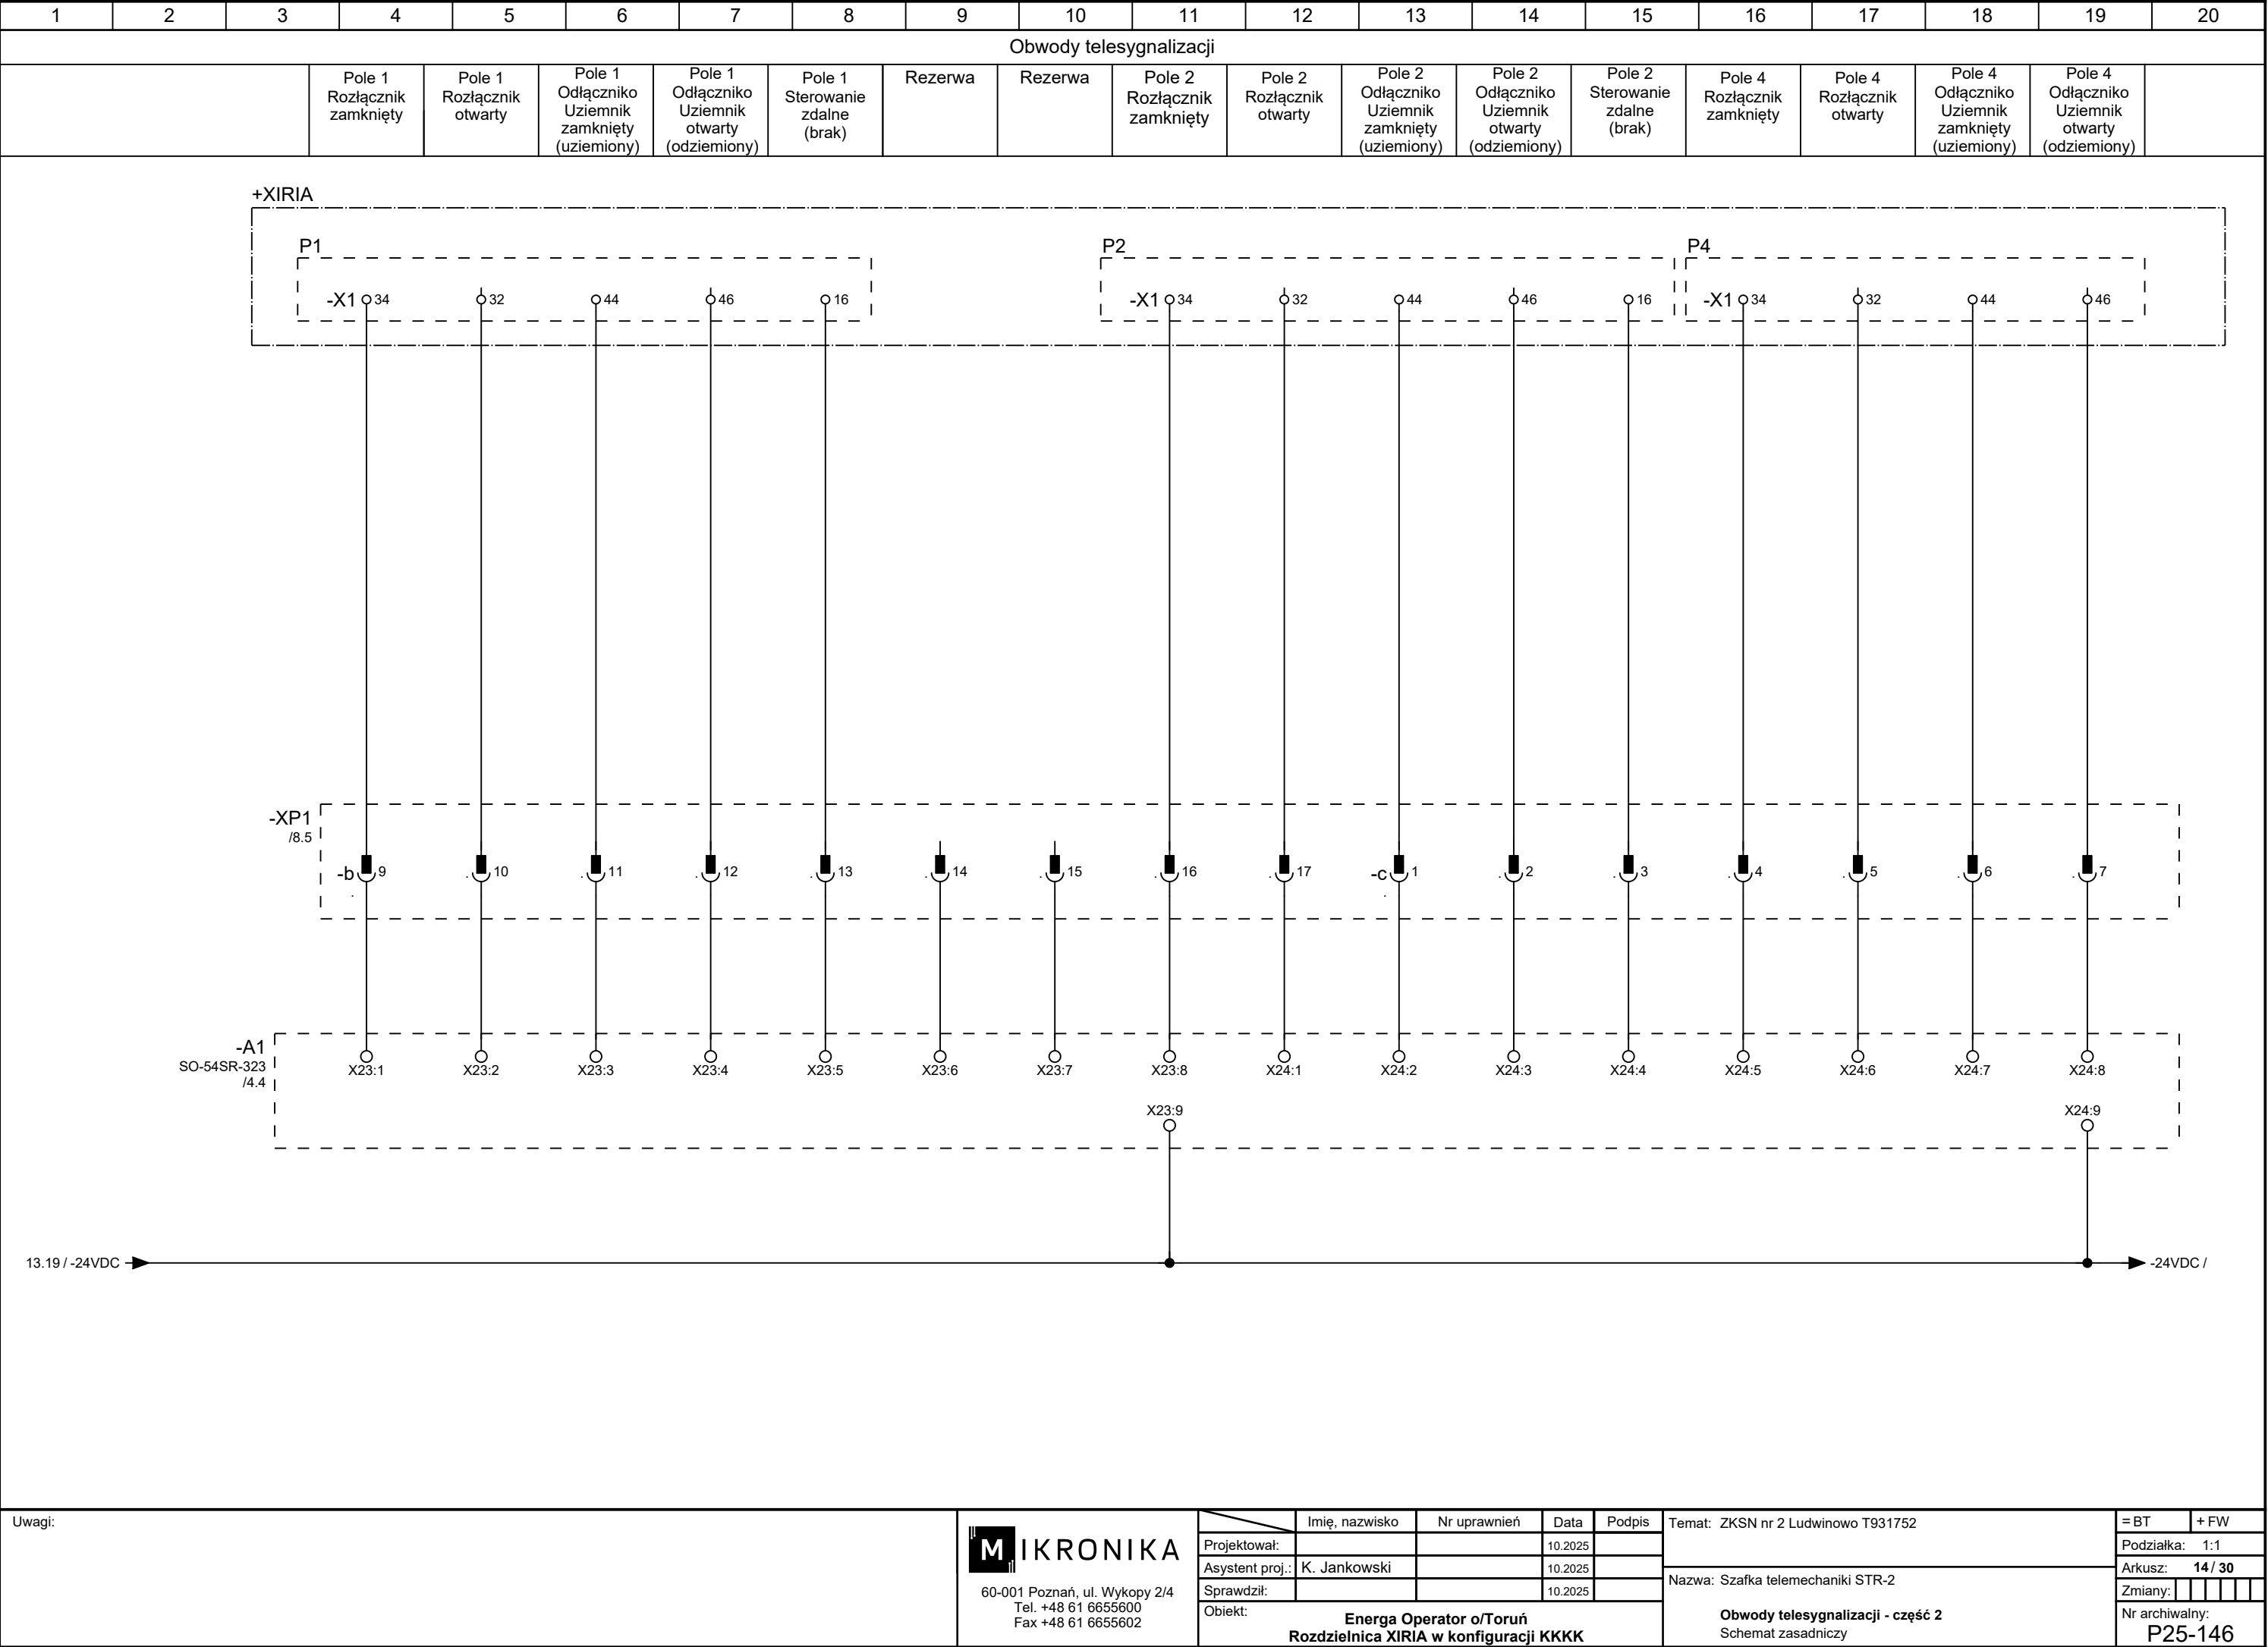 1 2 3 4 5 6 7 8 9 10 11 12 13 14 15 16 17 18 19 20
Obwody telesygnalizacji
Pole 1
Rozłącznik
zamknięty
Pole 1
Rozłącznik
otwarty
Pole 1
Odłączniko
Uziemnik
zamknięty
(uziemiony)
Pole 1
Odłączniko
Uziemnik
otwarty
(odziemiony)
Pole 1
Sterowanie
zdalne
(brak)
Rezerwa
Rezerwa
Pole 2
Rozłącznik
zamknięty
Pole 2
Rozłącznik
otwarty
Pole 2
Odłączniko
Uziemnik
zamknięty
(uziemiony)
Pole 2
Odłączniko
Uziemnik
otwarty
(odziemiony)
Pole 2
Sterowanie
zdalne
(brak)
Pole 4
Rozłącznik
zamknięty
Pole 4
Rozłącznik
otwarty
Pole 4
Odłączniko
Uziemnik
zamknięty
(uziemiony)
Pole 4
Odłączniko
Uziemnik
otwarty
(odziemiony)
+XIRIA
P1 P2 P4
-X1 34 32 44 46 16 -X1 34 32 44 46 16 -X1 34 32 44 46
-XP1
/8.5
-b 9 10 11 12 13 14 15 16 17 -c 1 2 3 4 5 6 7
-A1
SO-54SR-323
/4.4
X23:1 X23:2 X23:3 X23:4 X23:5 X23:6 X23:7 X23:8 X24:1 X24:2 X24:3 X24:4 X24:5 X24:6 X24:7 X24:8
X23:9 X24:9
13.19 / -24VDC -24VDC /
Uwagi:
MIKRONIKA
60-001 Poznań, ul. Wykopy 2/4
Tel. +48 61 6655600
Fax +48 61 6655602
Imię, nazwisko Nr uprawnień Data Podpis
Projektował: 10.2025
Asystent proj.: K. Jankowski 10.2025
Sprawdził: 10.2025
Obiekt:
Energa Operator o/Toruń
Rozdzielnica XIRIA w konfiguracji KKKK
Temat: ZKSN nr 2 Ludwinowo T931752
Nazwa: Szafka telemechaniki STR-2
Obwody telesygnalizacji - część 2
Schemat zasadniczy
= BT + FW
Podziałka: 1:1
Arkusz: 14 / 30
Zmiany:
Nr archiwalny:
P25-146